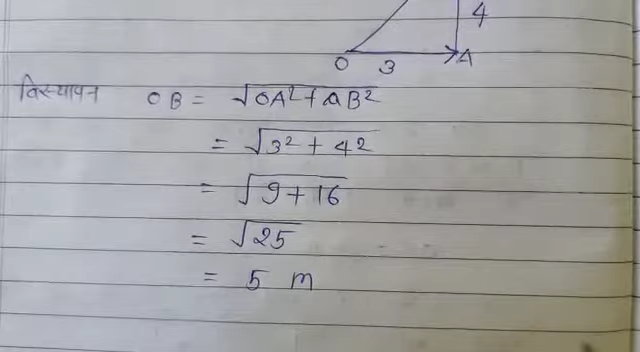 4
O 3 A
विस्थापन OB = √OA²+AB²
= √3² + 4²
= √9+16
= √25
= 5 m